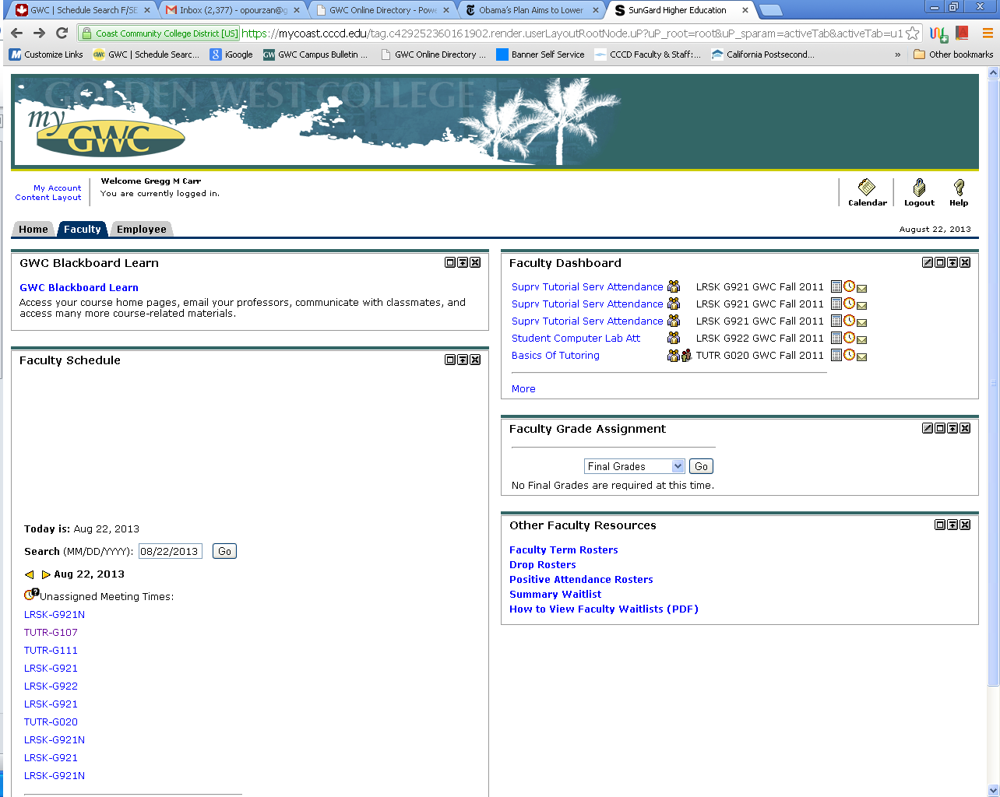 GWC | Schedule Search F/SE
Inbox (2,377) - opourzan@g
GWC Online Directory - Powe
Obama's Plan Aims to Lower
SunGard Higher Education
Coast Community College District [US]
https://mycoast.cccd.edu/tag.c429252360161902.render.userLayoutRootNode.uP?uP_root=root&uP_sparam=activeTab&activeTab=u1
Customize Links
GWC | Schedule Searc...
iGoogle
GWC Campus Bulletin ...
GWC Online Directory ...
Banner Self Service
CCCD Faculty & Staff:...
California Postsecond...
»
Other bookmarks
GOLDEN WEST COLLEGE
my
GWC
My Account
Content Layout
Welcome Gregg M Carr
You are currently logged in.
Calendar
Logout
Help
Home
Faculty
Employee
August 22, 2013
GWC Blackboard Learn
GWC Blackboard Learn
Access your course home pages, email your professors, communicate with classmates, and
access many more course-related materials.
Faculty Schedule
Today is: Aug 22, 2013
Search (MM/DD/YYYY): 08/22/2013 Go
Aug 22, 2013
Unassigned Meeting Times:
LRSK-G921N
TUTR-G107
TUTR-G111
LRSK-G921
LRSK-G922
LRSK-G921
TUTR-G020
LRSK-G921N
LRSK-G921
LRSK-G921N
Faculty Dashboard
Suprv Tutorial Serv Attendance LRSK G921 GWC Fall 2011
Suprv Tutorial Serv Attendance LRSK G921 GWC Fall 2011
Suprv Tutorial Serv Attendance LRSK G921 GWC Fall 2011
Student Computer Lab Att LRSK G922 GWC Fall 2011
Basics Of Tutoring TUTR G020 GWC Fall 2011
More
Faculty Grade Assignment
Final Grades Go
No Final Grades are required at this time.
Other Faculty Resources
Faculty Term Rosters
Drop Rosters
Positive Attendance Rosters
Summary Waitlist
How to View Faculty Waitlists (PDF)